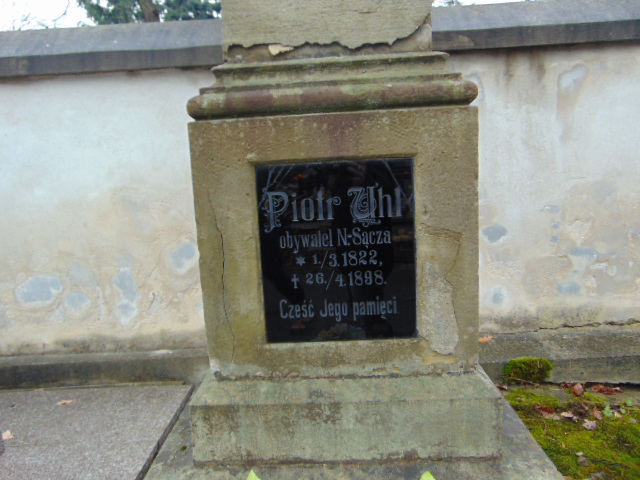 Piotr Uhl
obywatel N.-Sącza
* 1./3.1822,
† 26./4.1898.
Cześć Jego pamięci